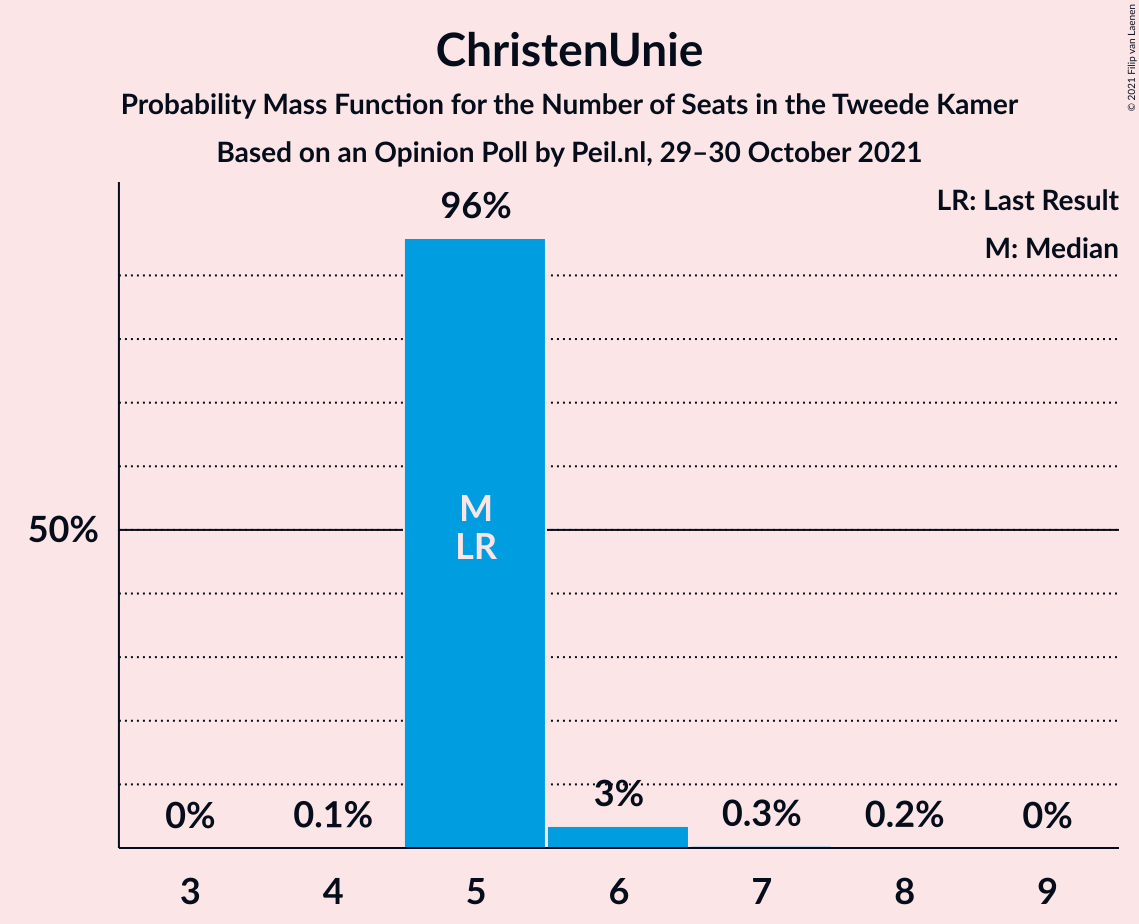 ChristenUnie
Probability Mass Function for the Number of Seats in the Tweede Kamer
Based on an Opinion Poll by Peil.nl, 29–30 October 2021
© 2021 Filip van Laenen
LR: Last Result
M: Median
96%
50%
M
LR
0%
0.1%
3%
0.3%
0.2%
0%
3
4
5
6
7
8
9